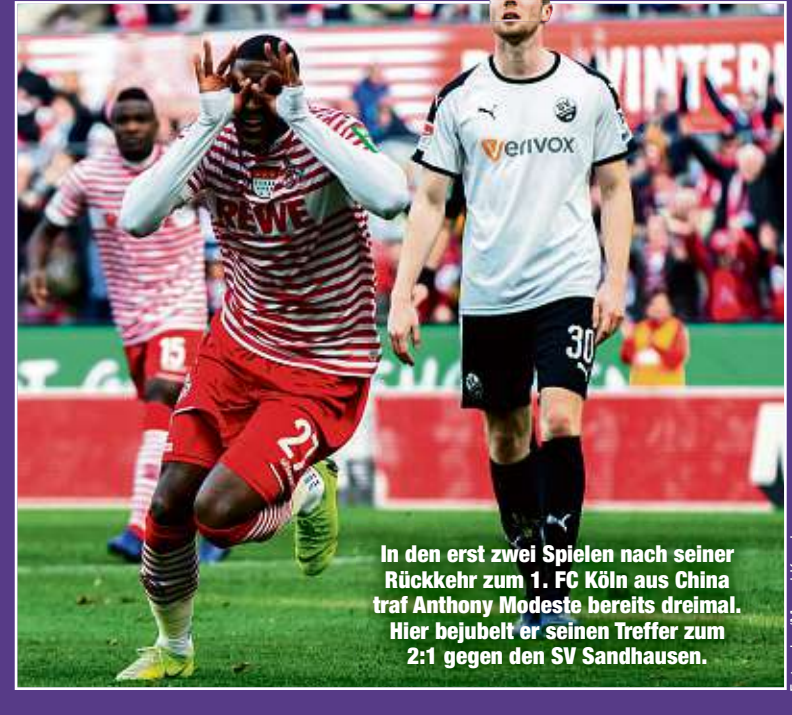 WINTER
15
REWE
27
Verivox
30
In den erst zwei Spielen nach seiner
Rückkehr zum 1. FC Köln aus China
traf Anthony Modeste bereits dreimal.
Hier bejubelt er seinen Treffer zum
2:1 gegen den SV Sandhausen.